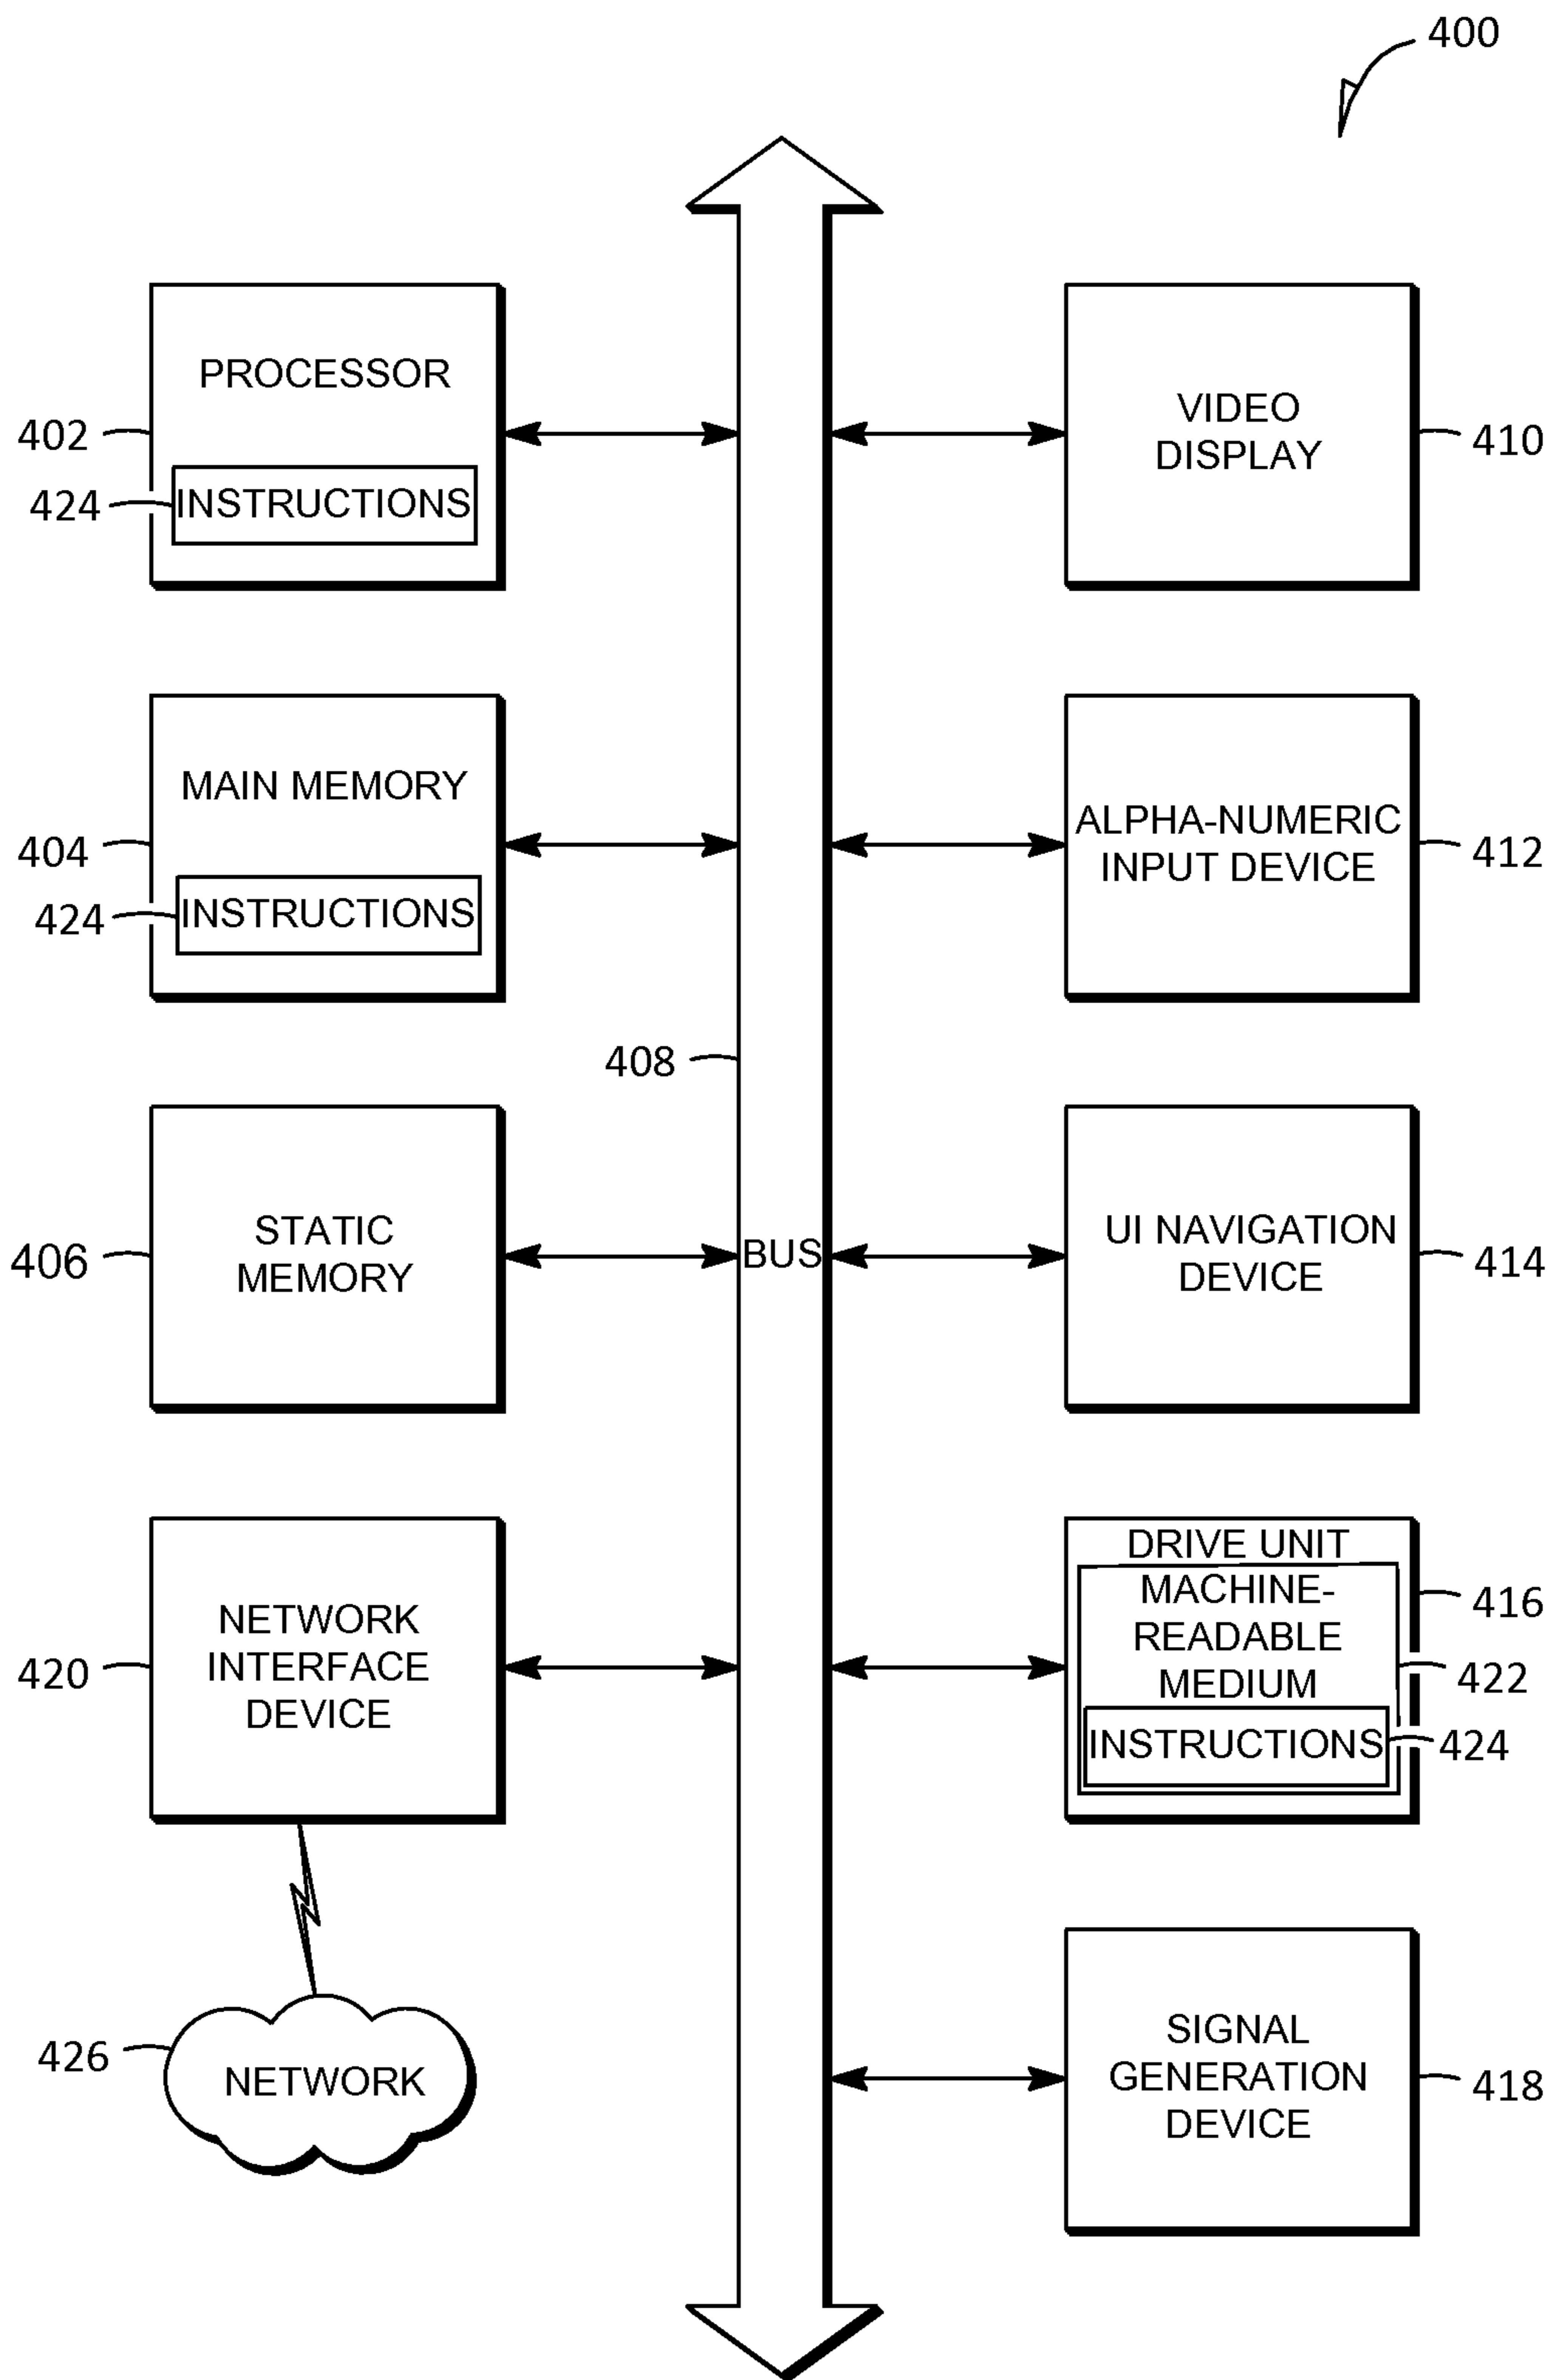 400
PROCESSOR
402
424
INSTRUCTIONS
VIDEO
DISPLAY
410
MAIN MEMORY
404
424
INSTRUCTIONS
ALPHA-NUMERIC
INPUT DEVICE
412
408
STATIC
MEMORY
406
BUS
UI NAVIGATION
DEVICE
414
NETWORK
INTERFACE
DEVICE
420
DRIVE UNIT
MACHINE-
READABLE
MEDIUM
INSTRUCTIONS
416
422
424
426
NETWORK
SIGNAL
GENERATION
DEVICE
418